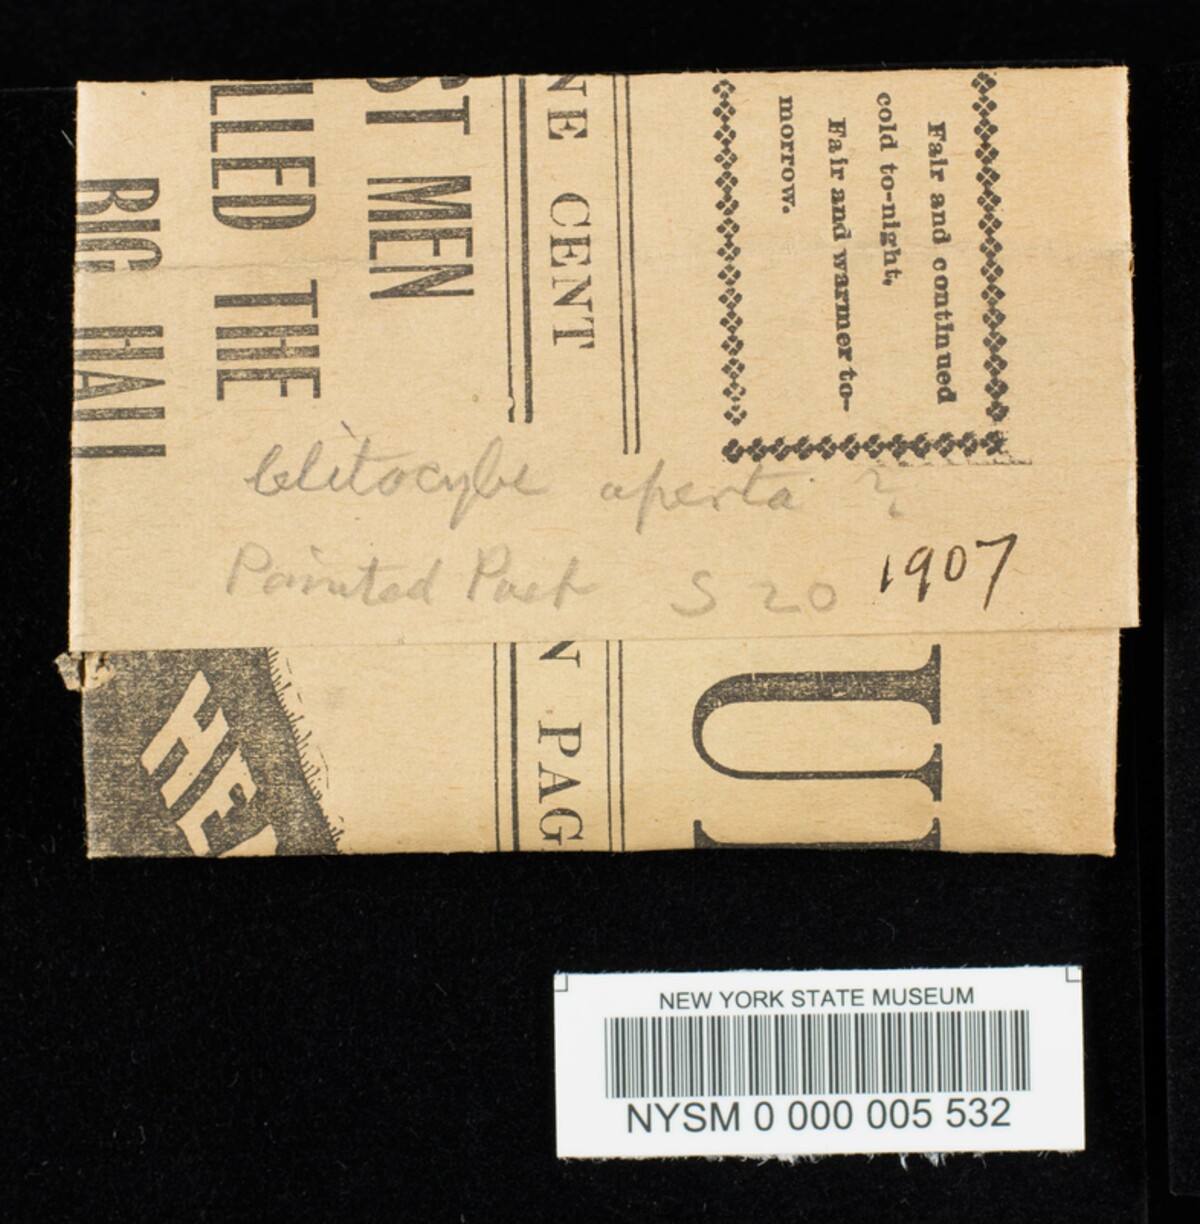 Fair and continued
cold to-night.
Fair and warmer to-
morrow.
NE CENT
ST MEN
LLED THE
BIG HALL
Clitocybe aperta ?
Painted Post S 20 1907
U
N PAG
HE
NEW YORK STATE MUSEUM
NYSM 0 000 005 532